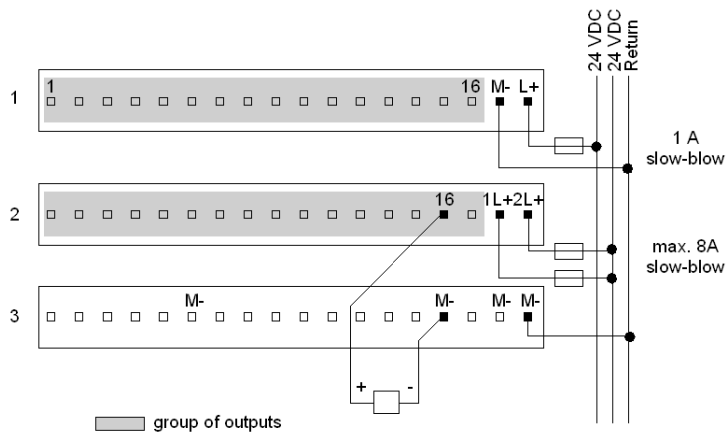 24 VDC
24 VDC
Return
1
1
16
M-
L+
1 A
slow-blow
2
16
1L+
2L+
max. 8A
slow-blow
3
M-
M-
M-
M-
+
-
group of outputs